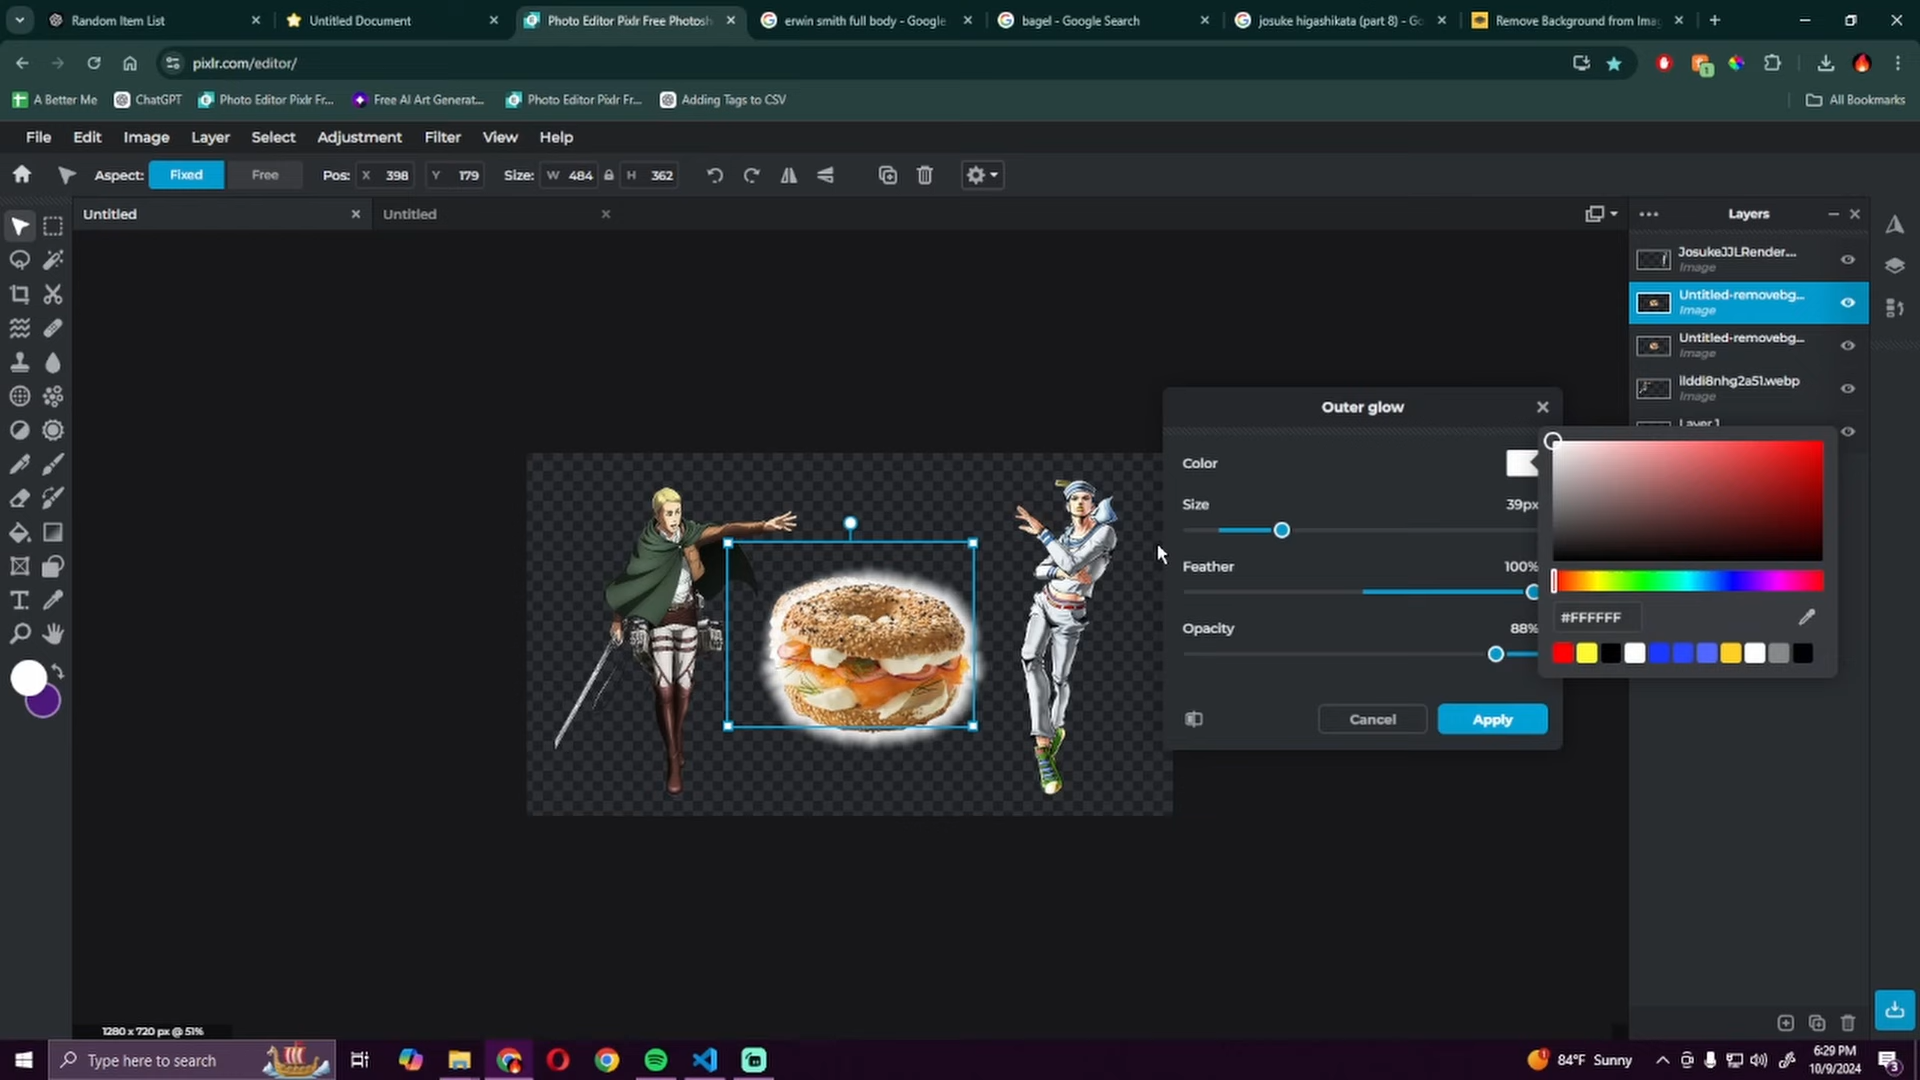 Random Item List
Untitled Document
Photo Editor Pixlr Free Photosh
erwin smith full body - Google
bagel - Google Search
josuke higashikata (part 8) - Go
Remove Background from Imag
pixlr.com/editor/
A Better Me
ChatGPT
Photo Editor Pixlr Fr...
Free AI Art Generat...
Photo Editor Pixlr Fr...
Adding Tags to CSV
All Bookmarks
File Edit Image Layer Select Adjustment Filter View Help
Aspect: Fixed Free Pos: X 398 Y 179 Size: W 484 H 362
Untitled
Untitled
Layers
JosukeJJLRender....
Image
Untitled-removebg...
Image
Untitled-removebg...
Image
ilddi8nhg2a51.webp
Image
Layer 1
Outer glow
Color
Size 39px
Feather 100%
Opacity 88%
#FFFFFF
Cancel Apply
1280 x 720 px @ 51%
Type here to search
84°F Sunny
6:29 PM
10/9/2024
3